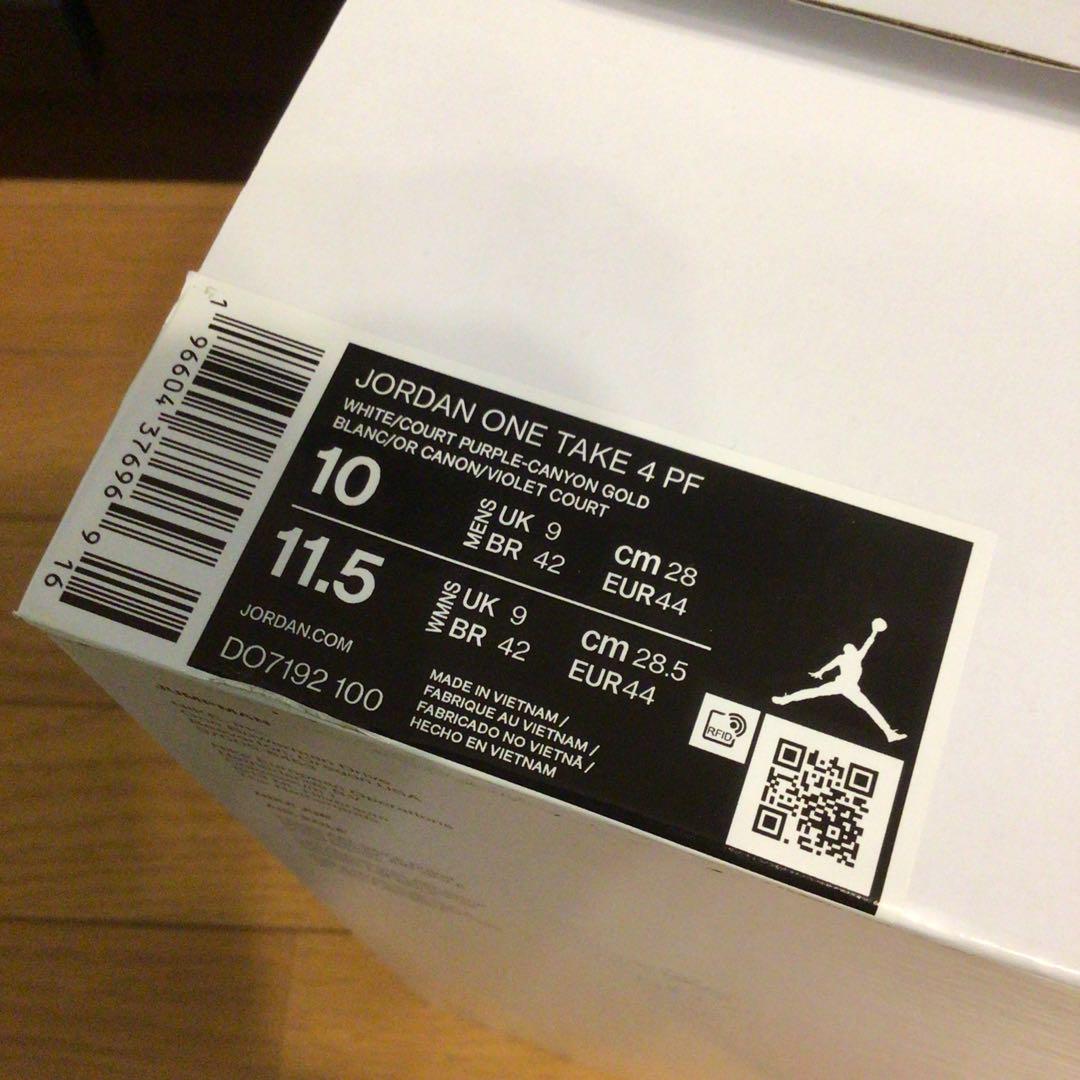 JORDAN ONE TAKE 4 PF
WHITE/COURT PURPLE-CANYON GOLD
BLANC/OR CANON/VIOLET COURT
10
MENS
UK 9
BR 42
cm 28
EUR 44
11.5
WMNS
UK 9
BR 42
cm 28.5
EUR 44
JORDAN.COM
DO7192 100
MADE IN VIETNAM /
FABRIQUE AU VIETNAM /
FABRICADO NO VIETNÃ /
HECHO EN VIETNAM
RFID
1 96604 37696 9 16
JUMPMAN